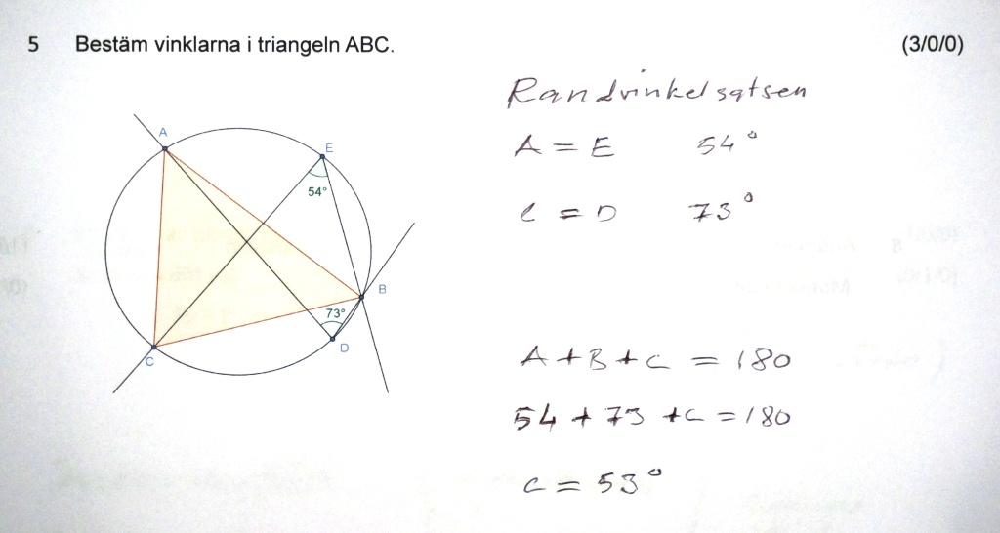 5 Bestäm vinklarna i triangeln ABC. (3/0/0)
Randvinkelsatsen
A = E 54°
C = D 73°
A
E
54°
B
73°
D
C
A + B + C = 180
54 + 73 + C = 180
C = 53°